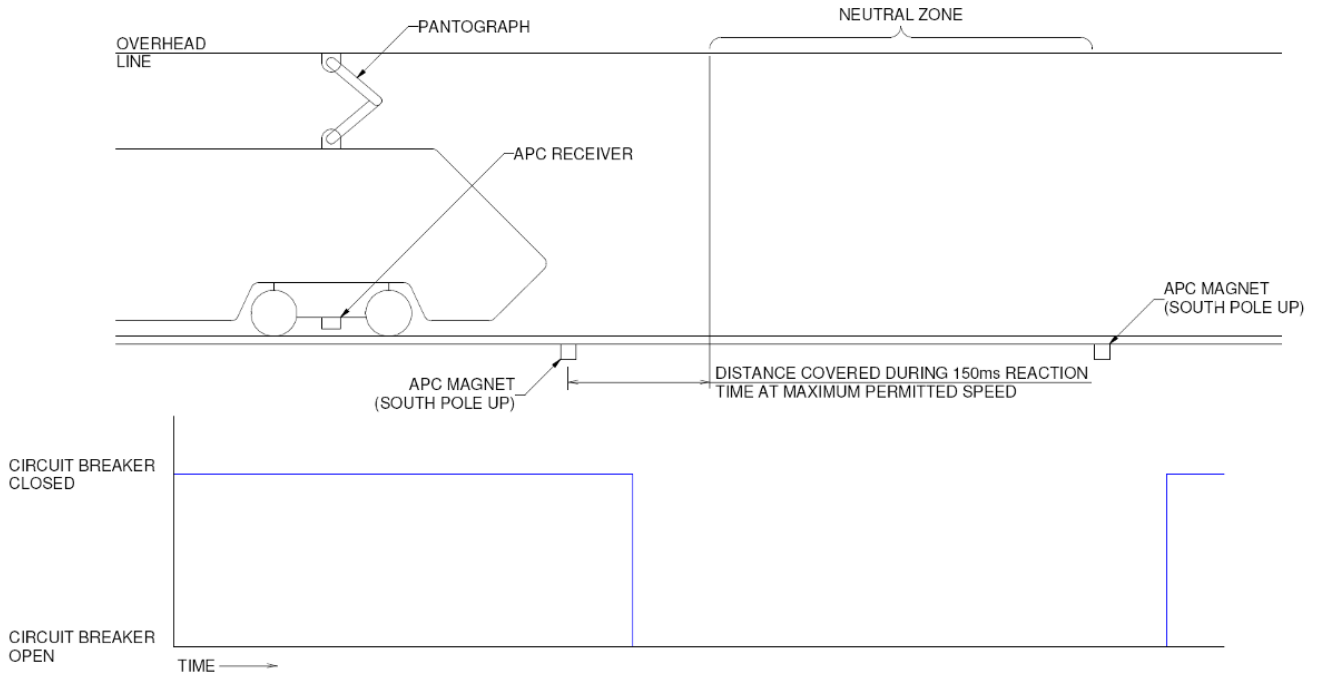 NEUTRAL ZONE
PANTOGRAPH
OVERHEAD
LINE
APC RECEIVER
APC MAGNET
(SOUTH POLE UP)
APC MAGNET
(SOUTH POLE UP)
DISTANCE COVERED DURING 150ms REACTION
TIME AT MAXIMUM PERMITTED SPEED
CIRCUIT BREAKER
CLOSED
CIRCUIT BREAKER
OPEN
TIME